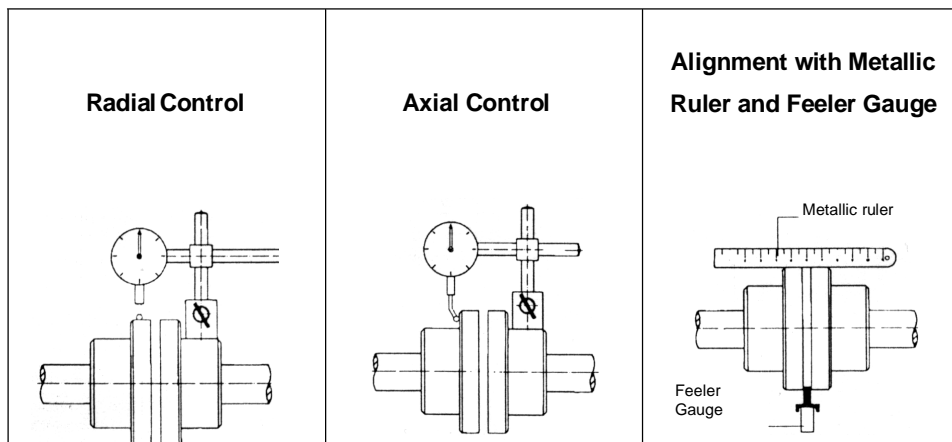 Radial Control
Axial Control
Alignment with Metallic
Ruler and Feeler Gauge
Metallic ruler
Feeler
Gauge